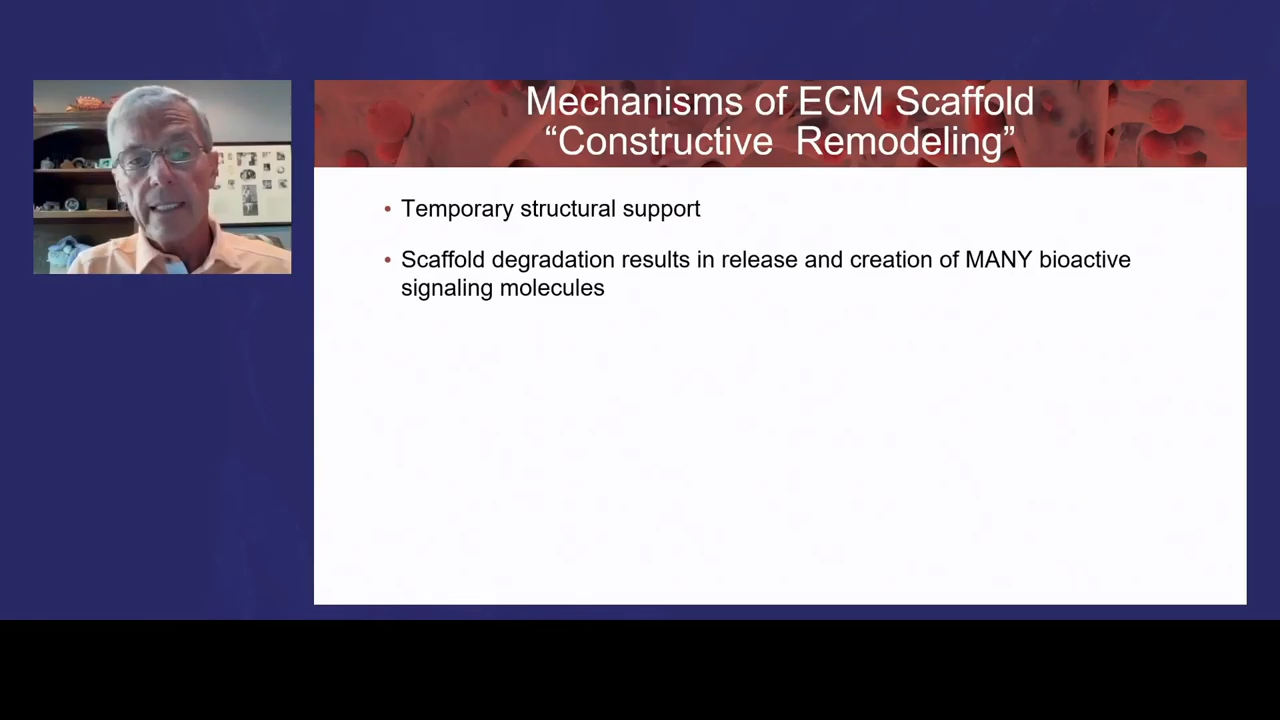 Mechanisms of ECM Scaffold
“Constructive Remodeling”
• Temporary structural support
• Scaffold degradation results in release and creation of MANY bioactive
signaling molecules